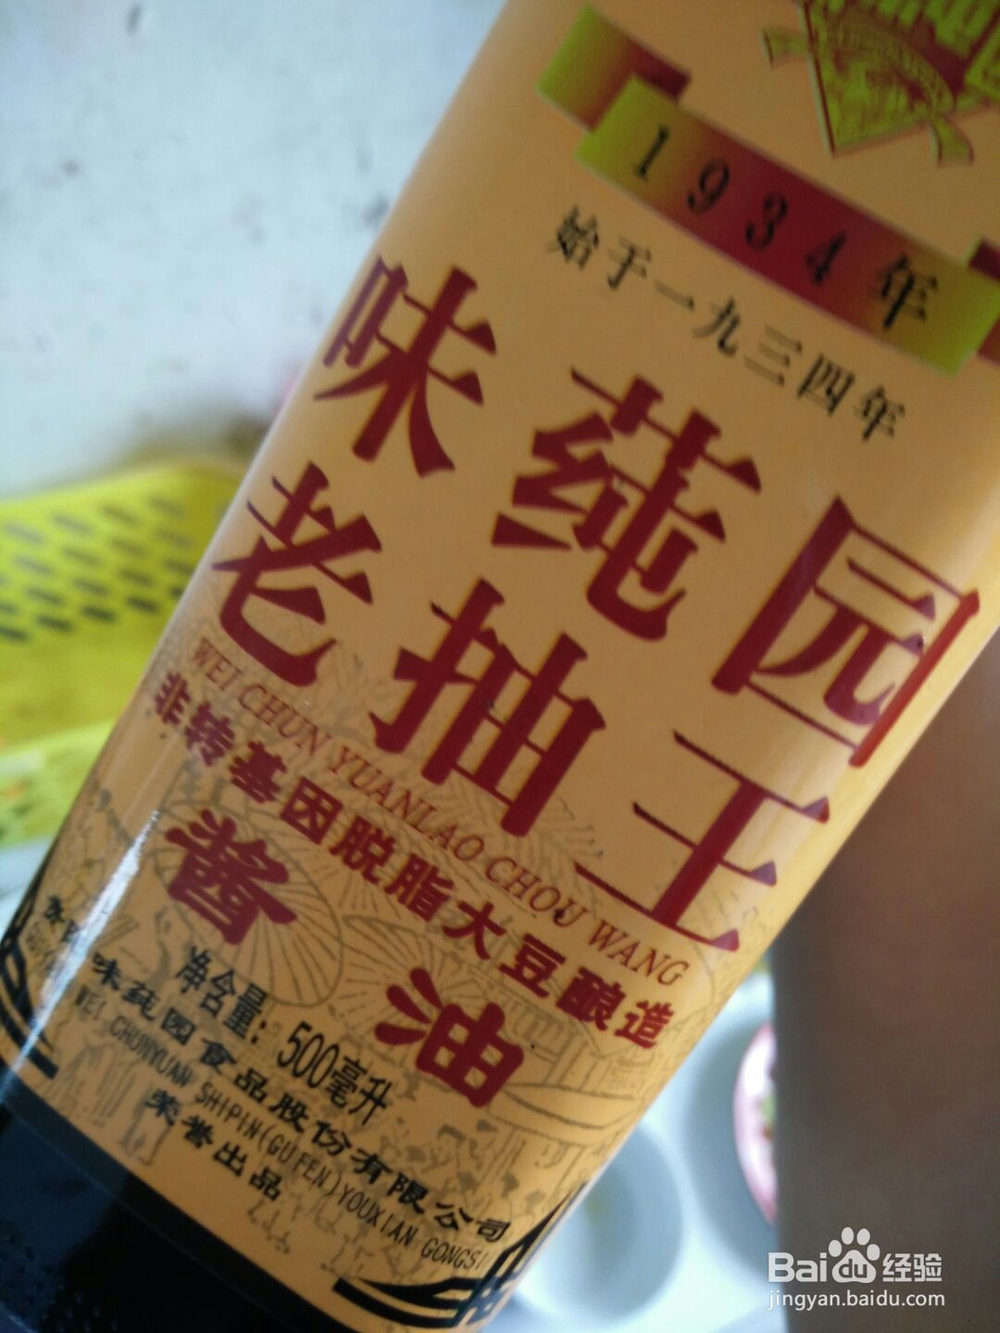 1934年
始于一九三四年
味莼园
老抽王
WEI CHUN YUANLAO CHOU WANG
非转基因脱脂大豆酿造
酱油
净含量：500毫升
味莼园食品股份有限公司
WEI CHUNYUAN SHIPIN(GUFEN)YOUXIAN GONGSI
荣誉出品
Baidu经验
jingyan.baidu.com